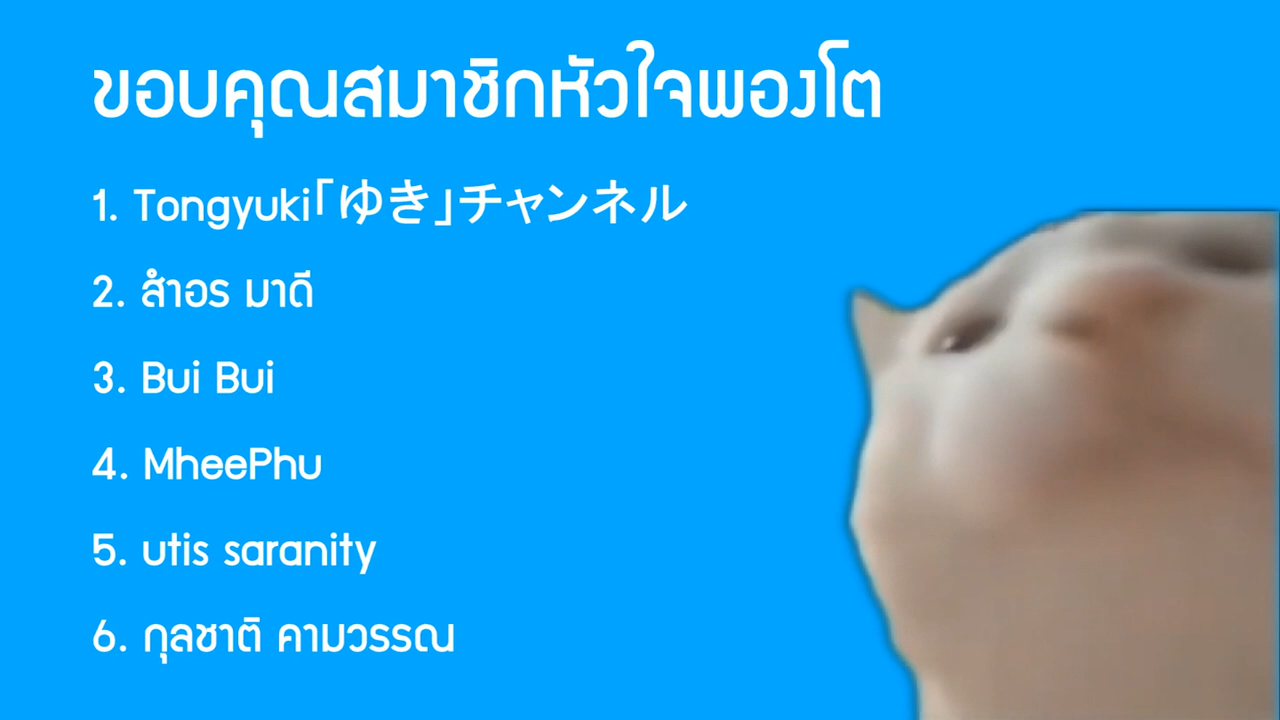 ขอบคุณสมาชิกหัวใจพองโต
1. Tongyuki「ゆき」チャンネル
2. สำอร มาดี
3. Bui Bui
4. MheePhu
5. utis saranity
6. กุลชาติ คามวรรณ